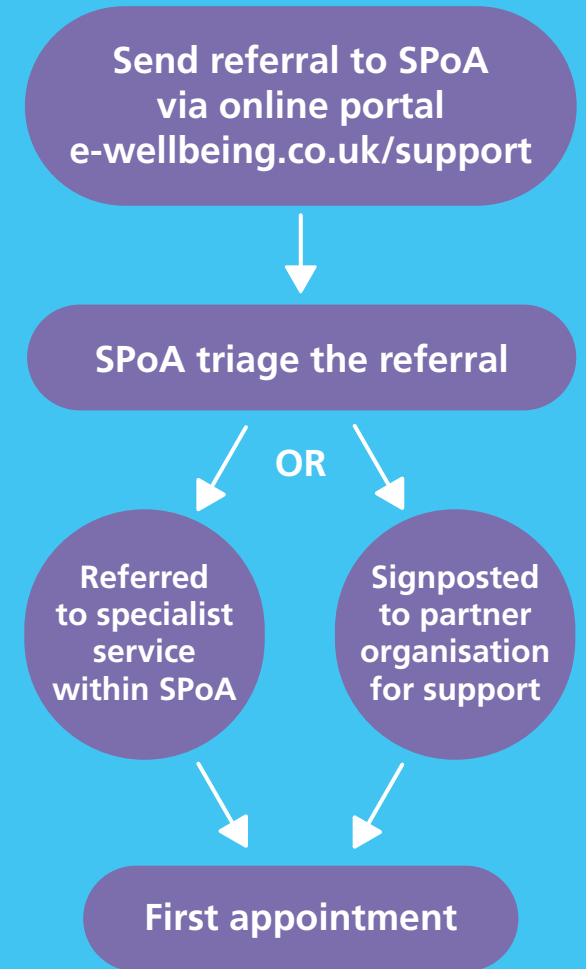 Send referral to SPoA
via online portal
e-wellbeing.co.uk/support
SPoA triage the referral
OR
Referred
to specialist
service
within SPoA
Signposted
to partner
organisation
for support
First appointment